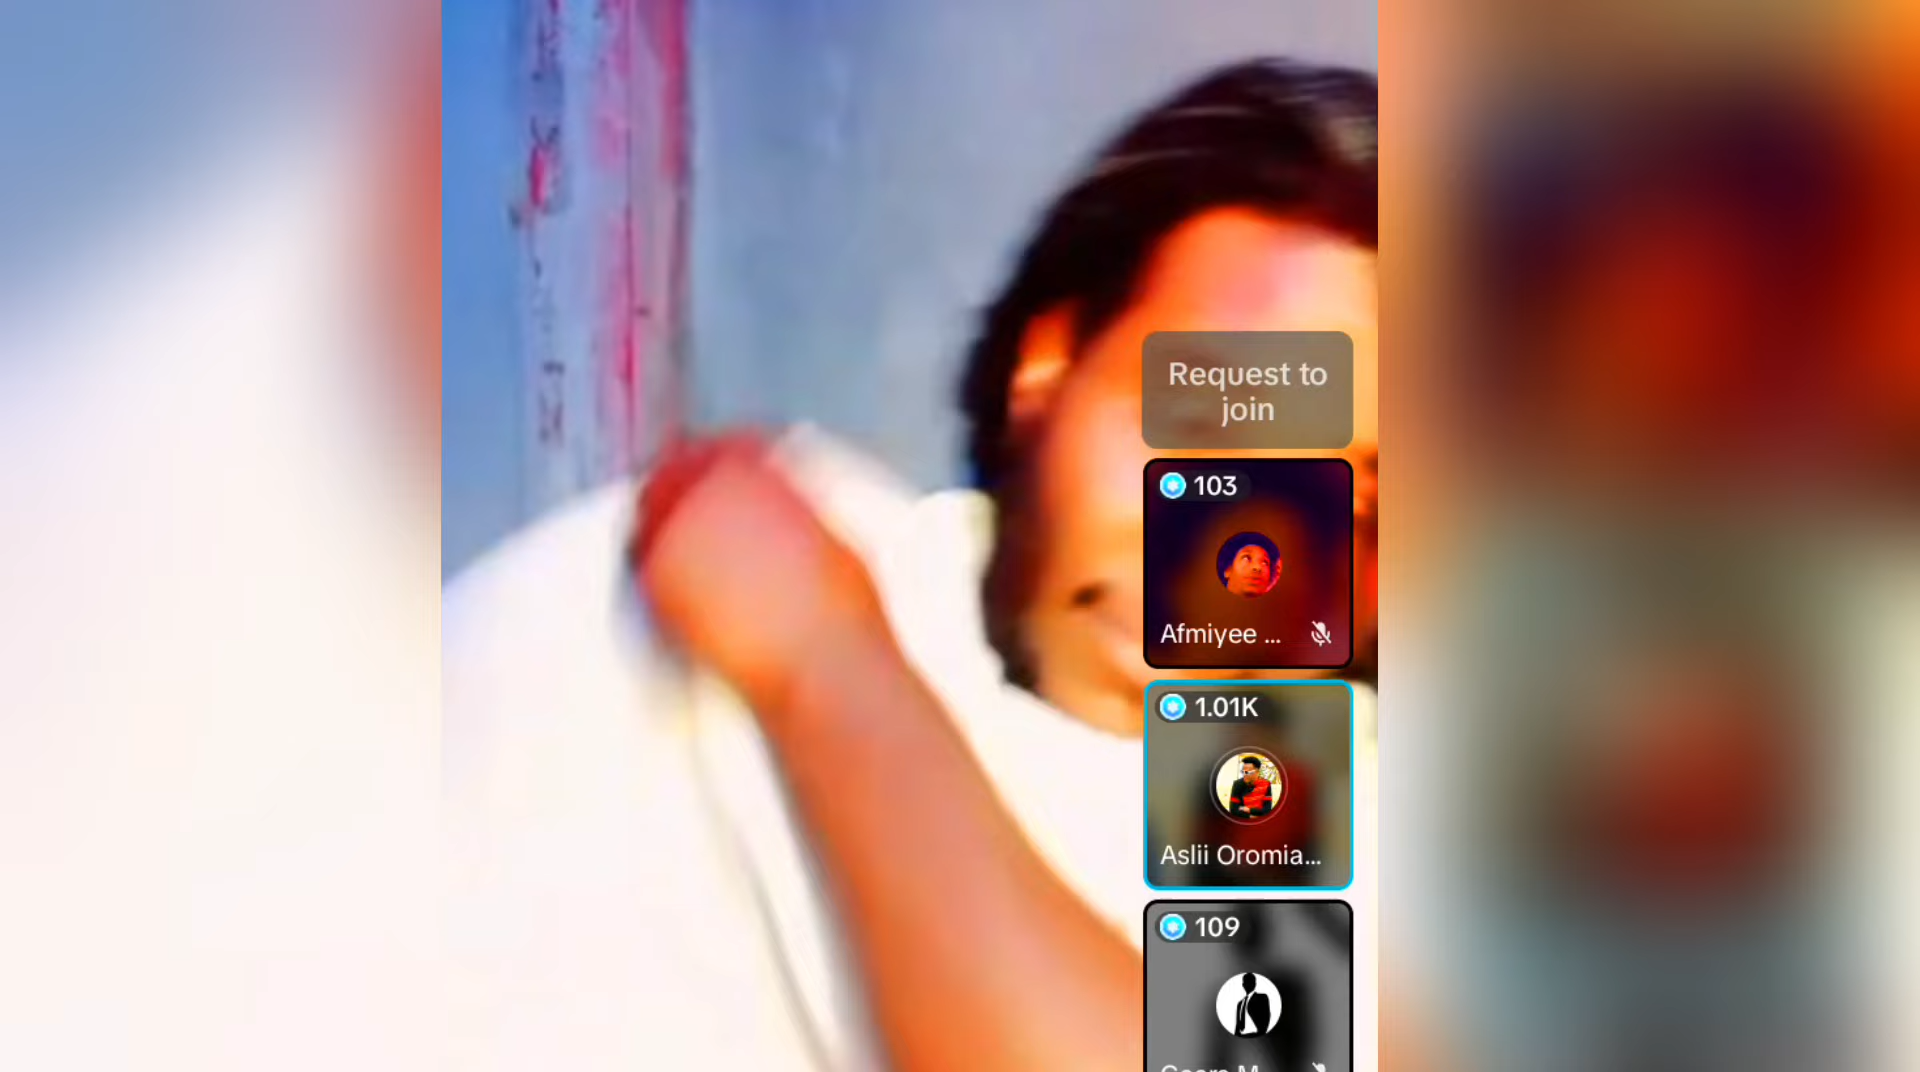 Request to
join
103
Afmiyee ...
1.01K
Aslii Oromia...
109